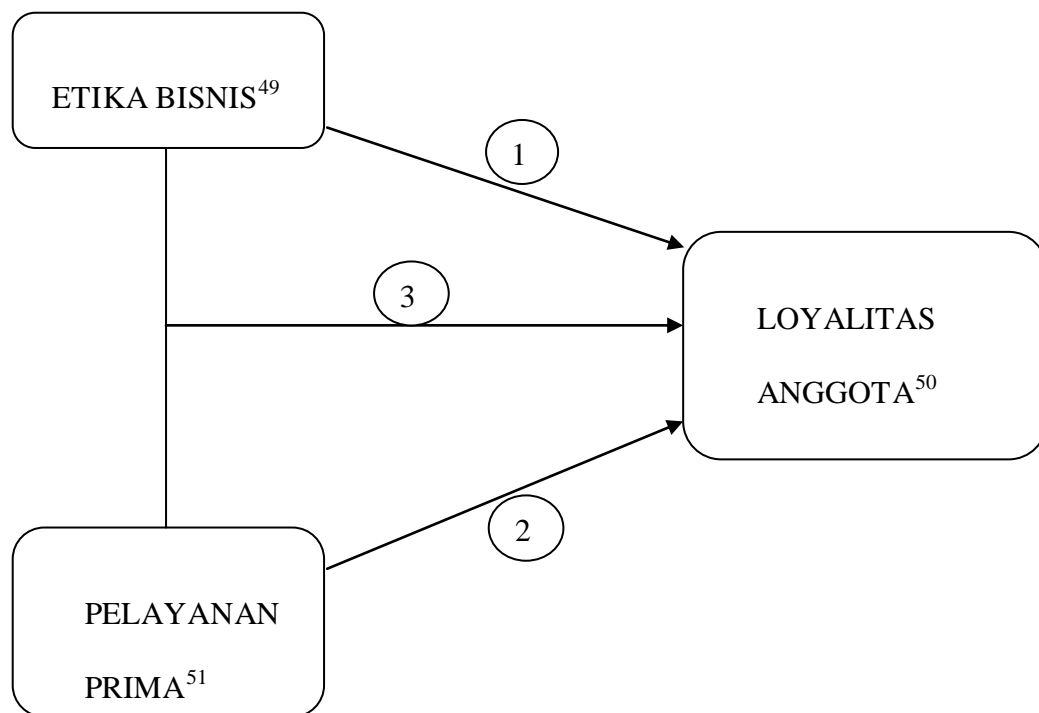 ETIKA BISNIS⁴⁹
1
3
LOYALITAS
ANGGOTA⁵⁰
2
PELAYANAN
PRIMA⁵¹